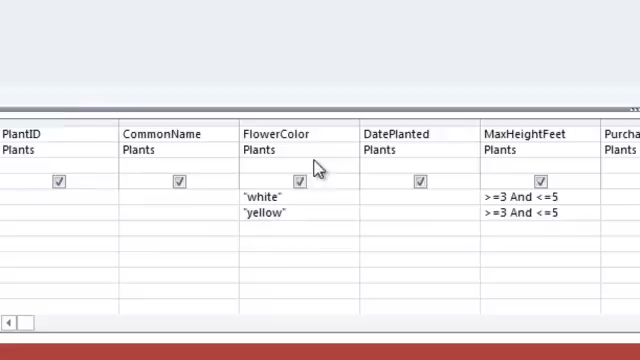 PlantID CommonName FlowerColor DatePlanted MaxHeightFeet Purcha
Plants Plants Plants Plants Plants Plants
"white" >=3 And <=5
"yellow" >=3 And <=5